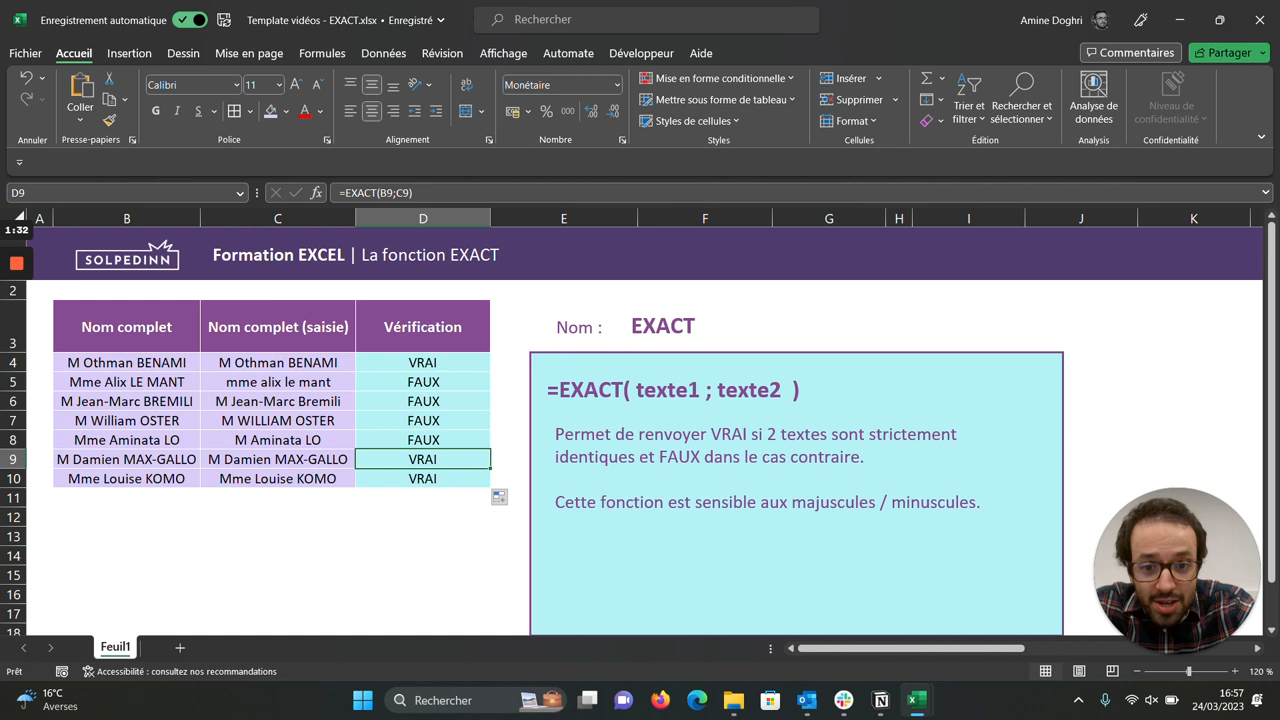 Enregistrement automatique
Template vidéos - EXACT.xlsx • Enregistré
Rechercher
Amine Doghri
Fichier Accueil Insertion Dessin Mise en page Formules Données Révision Affichage Automate Développeur Aide
Commentaires
Partager
Coller
Calibri
11
Monétaire
Mise en forme conditionnelle
Mettre sous forme de tableau
Styles de cellules
Insérer
Supprimer
Format
Trier et filtrer
Rechercher et sélectionner
Analyse de données
Niveau de confidentialité
Annuler
Presse-papiers
Police
Alignement
Nombre
Styles
Cellules
Édition
Analysis
Confidentialité
D9
fx
=EXACT(B9;C9)
A B C D E F G H I J K
1:32
SOLPEDINN
Formation EXCEL | La fonction EXACT
2
3 Nom complet Nom complet (saisie) Vérification
4 M Othman BENAMI M Othman BENAMI VRAI
5 Mme Alix LE MANT mme alix le mant FAUX
6 M Jean-Marc BREMILI M Jean-Marc Bremili FAUX
7 M William OSTER M WILLIAM OSTER FAUX
8 Mme Aminata LO M Aminata LO FAUX
9 M Damien MAX-GALLO M Damien MAX-GALLO VRAI
10 Mme Louise KOMO Mme Louise KOMO VRAI
11
12
13
14
15
16
17
18
Nom : EXACT
=EXACT( texte1 ; texte2 )
Permet de renvoyer VRAI si 2 textes sont strictement
identiques et FAUX dans le cas contraire.
Cette fonction est sensible aux majuscules / minuscules.
Feuil1
Prêt
Accessibilité : consultez nos recommandations
120 %
16°C
Averses
Rechercher
16:57
24/03/2023